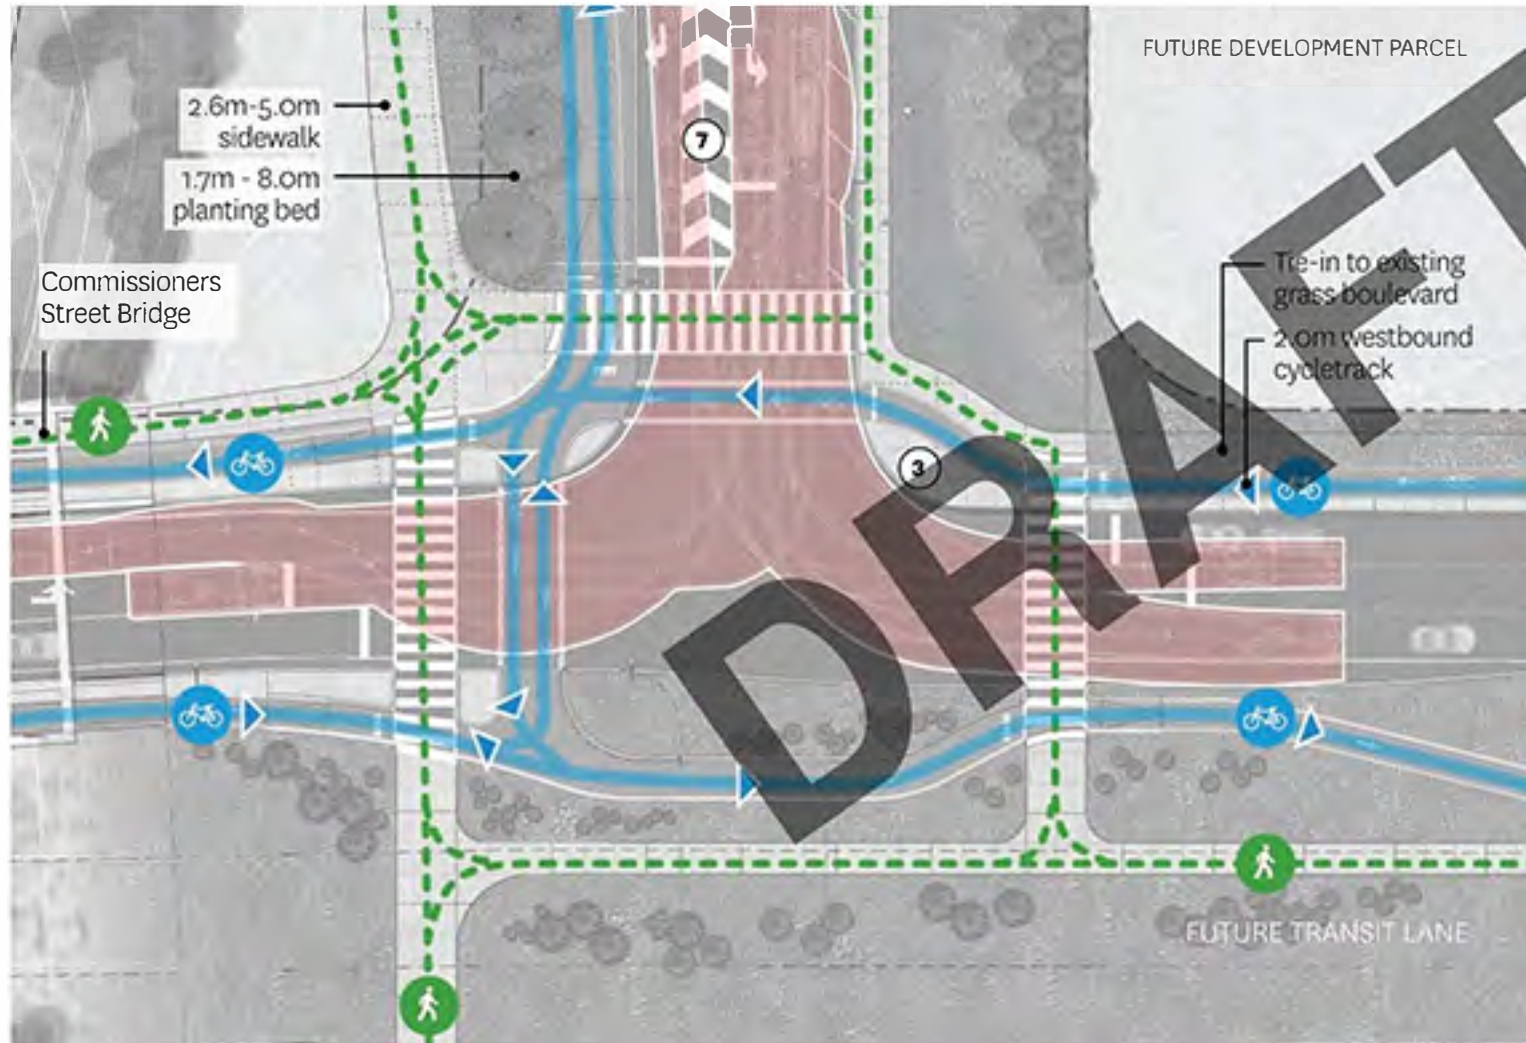 FUTURE DEVELOPMENT PARCEL
2.6m-5.0m
sidewalk
7
1.7m - 8.0m
planting bed
Commissioners
Street Bridge
Tie-in to existing
grass boulevard
2.0m westbound
cycletrack
3
DRAFT
FUTURE TRANSIT LANE